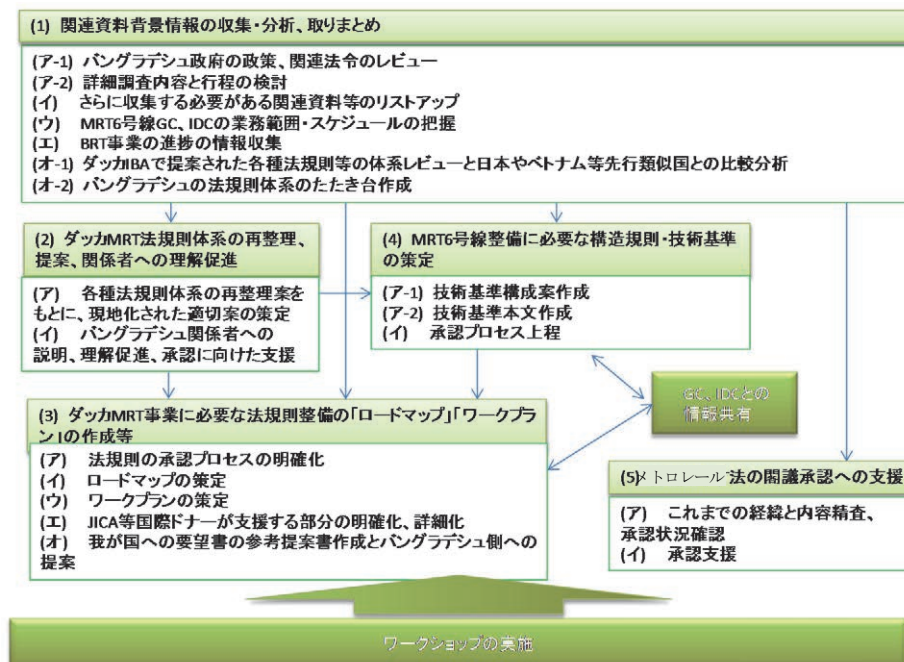 (1) 関連資料背景情報の収集・分析、取りまとめ
(ア-1) バングラデシュ政府の政策、関連法令のレビュー
(ア-2) 詳細調査内容と行程の検討
(イ) さらに収集する必要がある関連資料等のリストアップ
(ウ) MRT6号線GC、IDCの業務範囲・スケジュールの把握
(エ) BRT事業の進捗の情報収集
(オ-1) ダッカIBAで提案された各種法規則等の体系レビューと日本やベトナム等先行類似国との比較分析
(オ-2) バングラデシュの法規則体系のたたき台作成
(2) ダッカMRT法規則体系の再整理、
提案、関係者への理解促進
(ア) 各種法規則体系の再整理案を
もとに、現地化された適切案の策定
(イ) バングラデシュ関係者への
説明、理解促進、承認に向けた支援
(4) MRT6号線整備に必要な構造規則・技術基準
の策定
(ア-1) 技術基準構成案作成
(ア-2) 技術基準本文作成
(イ) 承認プロセス上程
GC、IDCとの
情報共有
(3) ダッカMRT事業に必要な法規則整備の「ロードマップ」「ワークプラ
ン」の作成等
(ア) 法規則の承認プロセスの明確化
(イ) ロードマップの策定
(ウ) ワークプランの策定
(エ) JICA等国際ドナーが支援する部分の明確化、詳細化
(オ) 我が国への要望書の参考提案書作成とバングラデシュ側への
提案
(5)メトロレール法の閣議承認への支援
(ア) これまでの経緯と内容精査、
承認状況確認
(イ) 承認支援
ワークショップの実施